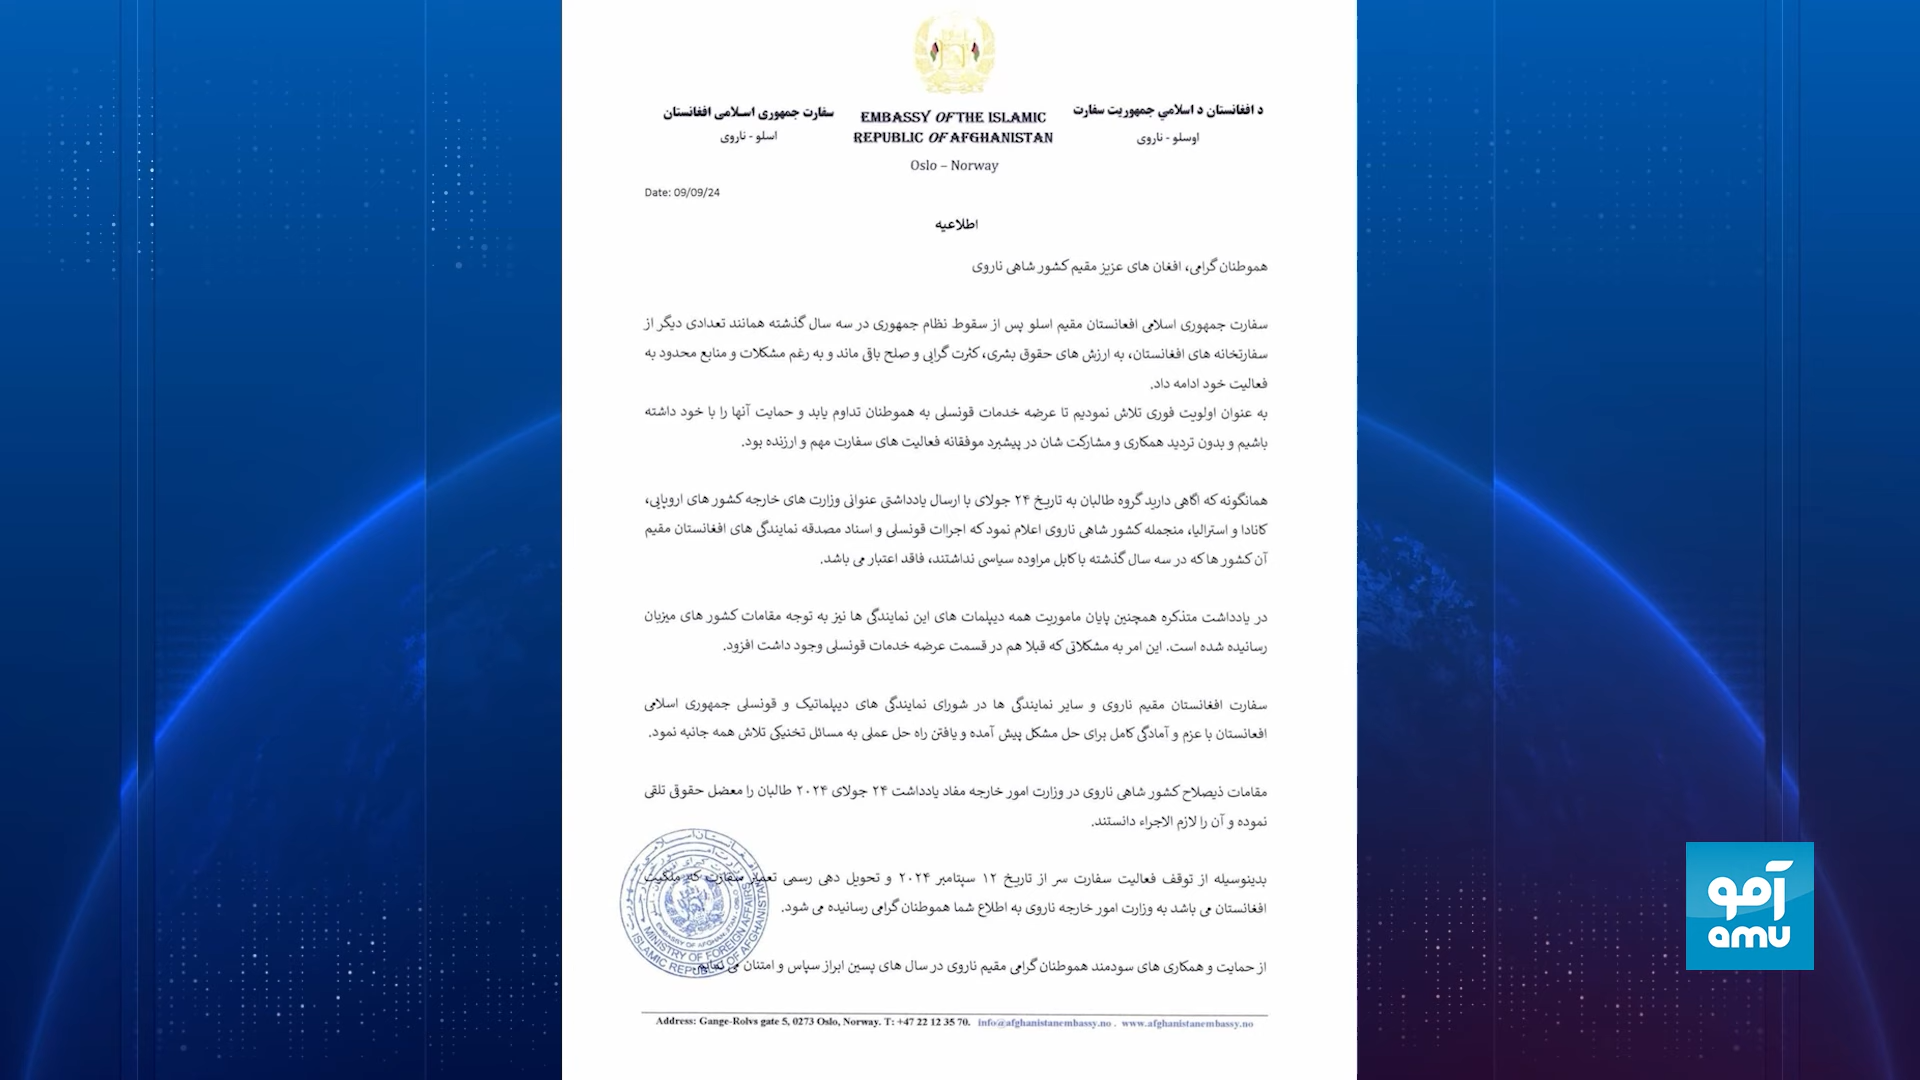 سفارت جمهوری اسلامی افغانستان
اسلو - ناروی
EMBASSY OF THE ISLAMIC
REPUBLIC OF AFGHANISTAN
Oslo – Norway
د افغانستان د اسلامي جمهوریت سفارت
اوسلو - ناروی
Date: 09/09/24
اطلاعیه
هموطنان گرامی، افغان های عزیز مقیم کشور شاهی ناروی
سفارت جمهوری اسلامی افغانستان مقیم اسلو پس از سقوط نظام جمهوری در سه سال گذشته همانند تعدادی دیگر از
سفارتخانه های افغانستان، به ارزش های حقوق بشری، کثرت گرایی و صلح باقی ماند و به رغم مشکلات و منابع محدود به
فعالیت خود ادامه داد.
به عنوان اولویت فوری تلاش نمودیم تا عرضه خدمات قونسلی به هموطنان تداوم یابد و حمایت آنها را با خود داشته
باشیم و بدون تردید همکاری و مشارکت شان در پیشبرد موفقانه فعالیت های سفارت مهم و ارزنده بود.
همانگونه که اگاهی دارید گروه طالبان به تاریخ ۲۴ جولای با ارسال یادداشتی عنوانی وزارت های خارجه کشور های اروپایی،
کانادا و استرالیا، منجمله کشور شاهی ناروی اعلام نمود که اجراات قونسلی و اسناد مصدقه نمایندگی های افغانستان مقیم
آن کشور ها که در سه سال گذشته با کابل مراوده سیاسی نداشتند، فاقد اعتبار می باشد.
در یادداشت متذکره همچنین پایان ماموریت همه دیپلمات های این نمایندگی ها نیز به توجه مقامات کشور های میزبان
رسانیده شده است. این امر به مشکلاتی که قبلا هم در قسمت عرضه خدمات قونسلی وجود داشت افزود.
سفارت افغانستان مقیم ناروی و سایر نمایندگی ها در شورای نمایندگی های دیپلماتیک و قونسلی جمهوری اسلامی
افغانستان با عزم و آمادگی کامل برای حل مشکل پیش آمده و یافتن راه حل عملی به مسائل تخنیکی تلاش همه جانبه نمود.
مقامات ذیصلاح کشور شاهی ناروی در وزارت امور خارجه مفاد یادداشت ۲۴ جولای ۲۰۲۴ طالبان را معضل حقوقی تلقی
نموده و آن را لازم الاجراء دانستند.
بدینوسیله از توقف فعالیت سفارت سر از تاریخ ۱۲ سپتامبر ۲۰۲۴ و تحویل دهی رسمی تعمیر سفارت که ملکیت
افغانستان می باشد به وزارت امور خارجه ناروی به اطلاع شما هموطنان گرامی رسانیده می شود.
از حمایت و همکاری های سودمند هموطنان گرامی مقیم ناروی در سال های پسین ابراز سپاس و امتنان می نمایم.
MINISTRY OF FOREIGN AFFAIRS
ISLAMIC REPUBLIC OF AFGHANISTAN
EMBASSY OF AFGHANISTAN - OSLO
Address: Gange-Rolvs gate 5, 0273 Oslo, Norway. T: +47 22 12 35 70. info@afghanistanembassy.no . www.afghanistanembassy.no
آمو
amu